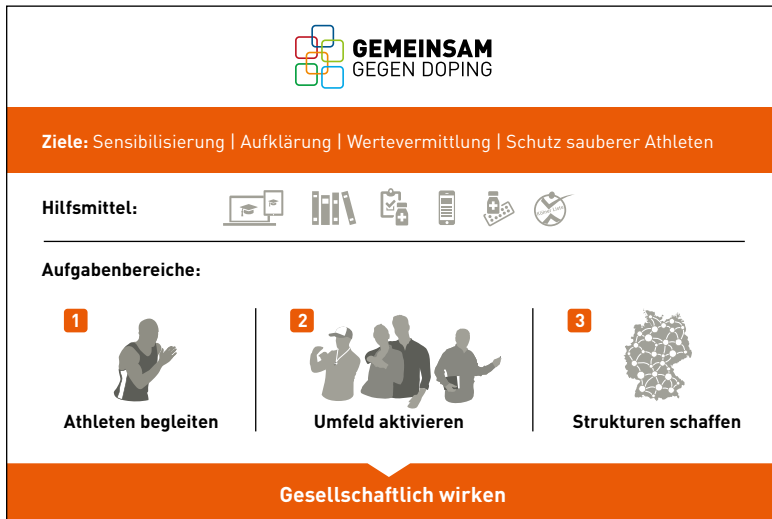 GEMEINSAM
GEGEN DOPING
Ziele: Sensibilisierung | Aufklärung | Wertevermittlung | Schutz sauberer Athleten
Hilfsmittel:
Aufgabenbereiche:
1
2
3
Athleten begleiten
Umfeld aktivieren
Strukturen schaffen
Gesellschaftlich wirken